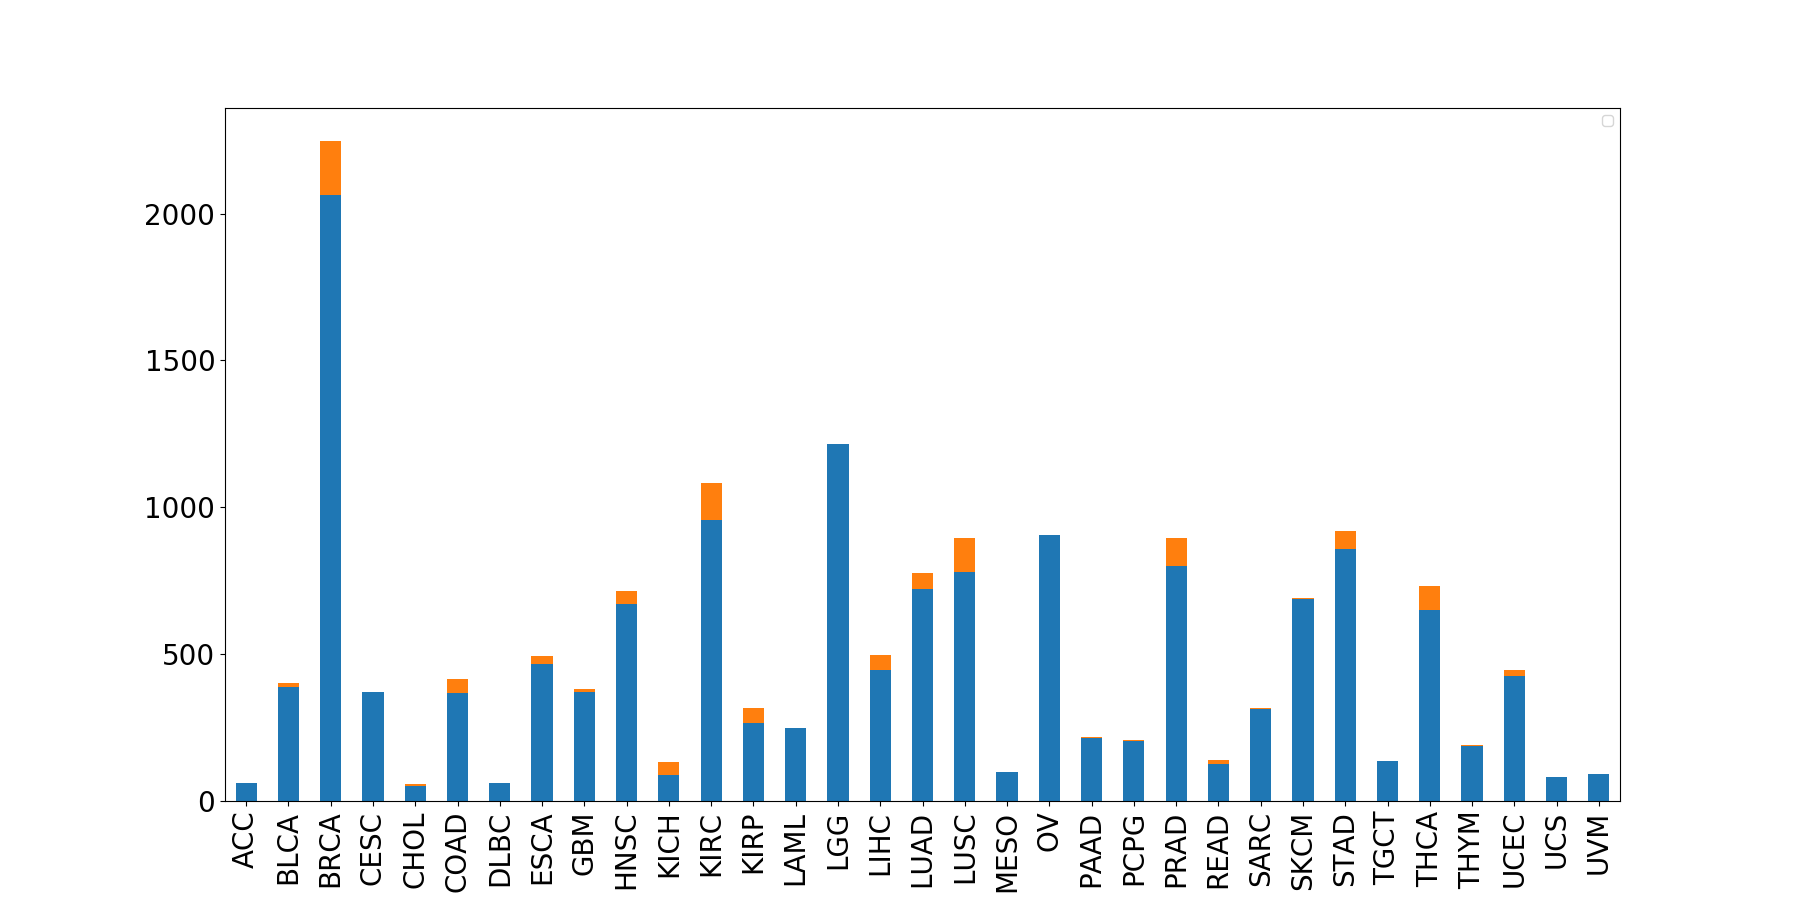 2000
1500
1000
500
0
ACC
BLCA
BRCA
CESC
CHOL
COAD
DLBC
ESCA
GBM
HNSC
KICH
KIRC
KIRP
LAML
LGG
LIHC
LUAD
LUSC
MESO
OV
PAAD
PCPG
PRAD
READ
SARC
SKCM
STAD
TGCT
THCA
THYM
UCEC
UCS
UVM